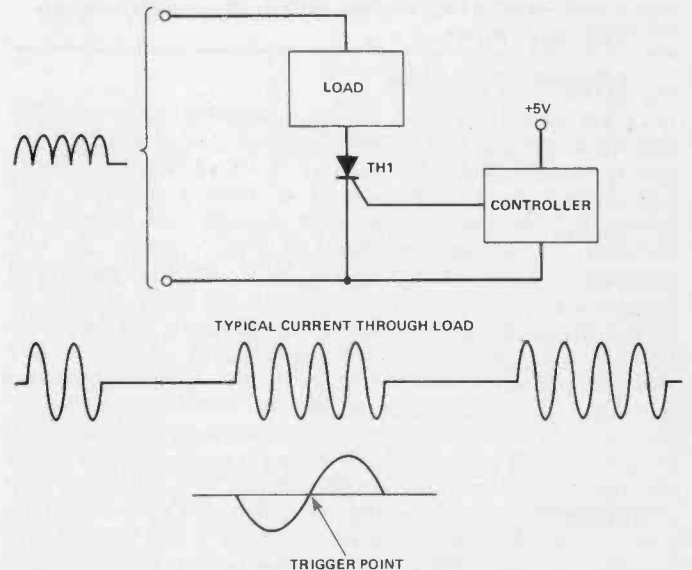 LOAD
+5V
TH1
CONTROLLER
TYPICAL CURRENT THROUGH LOAD
TRIGGER POINT